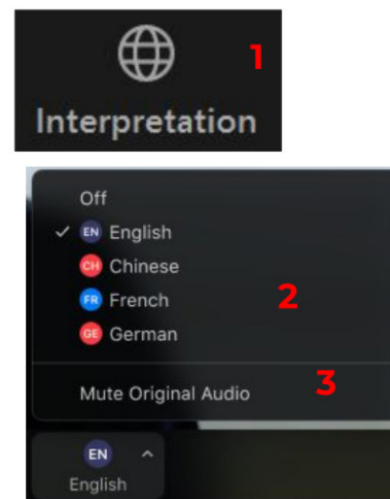 1
Interpretation
Off
EN English
CH Chinese
FR French
2
GE German
Mute Original Audio 3
EN
English